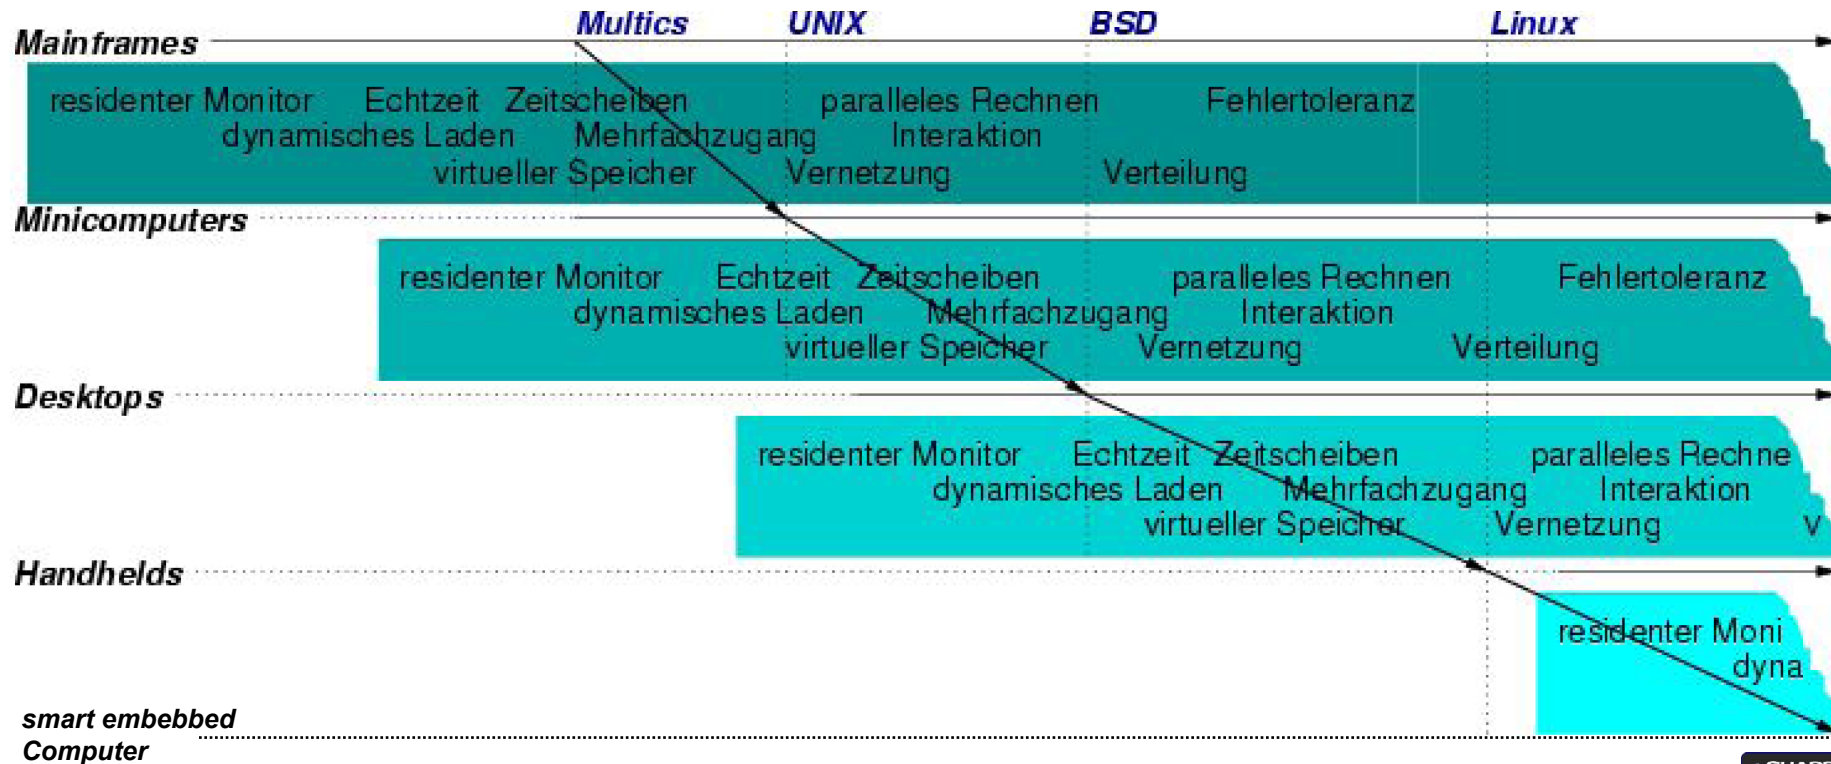 Multics UNIX BSD Linux
Mainframes
residenter Monitor Echtzeit Zeitscheiben paralleles Rechnen Fehlertoleranz
dynamisches Laden Mehrfachzugang Interaktion
virtueller Speicher Vernetzung Verteilung
Minicomputers
residenter Monitor Echtzeit Zeitscheiben paralleles Rechnen Fehlertoleranz
dynamisches Laden Mehrfachzugang Interaktion
virtueller Speicher Vernetzung Verteilung
Desktops
residenter Monitor Echtzeit Zeitscheiben paralleles Rechne
dynamisches Laden Mehrfachzugang Interaktion
virtueller Speicher Vernetzung V
Handhelds
residenter Moni
dyna
smart embebbed
Computer